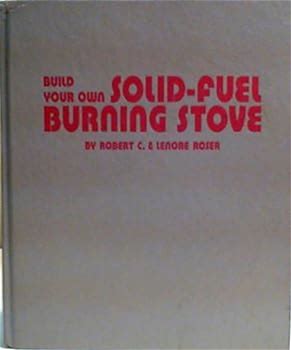 BUILD
YOUR OWN SOLID-FUEL
BURNING STOVE
BY ROBERT C. & LENORE ROSER